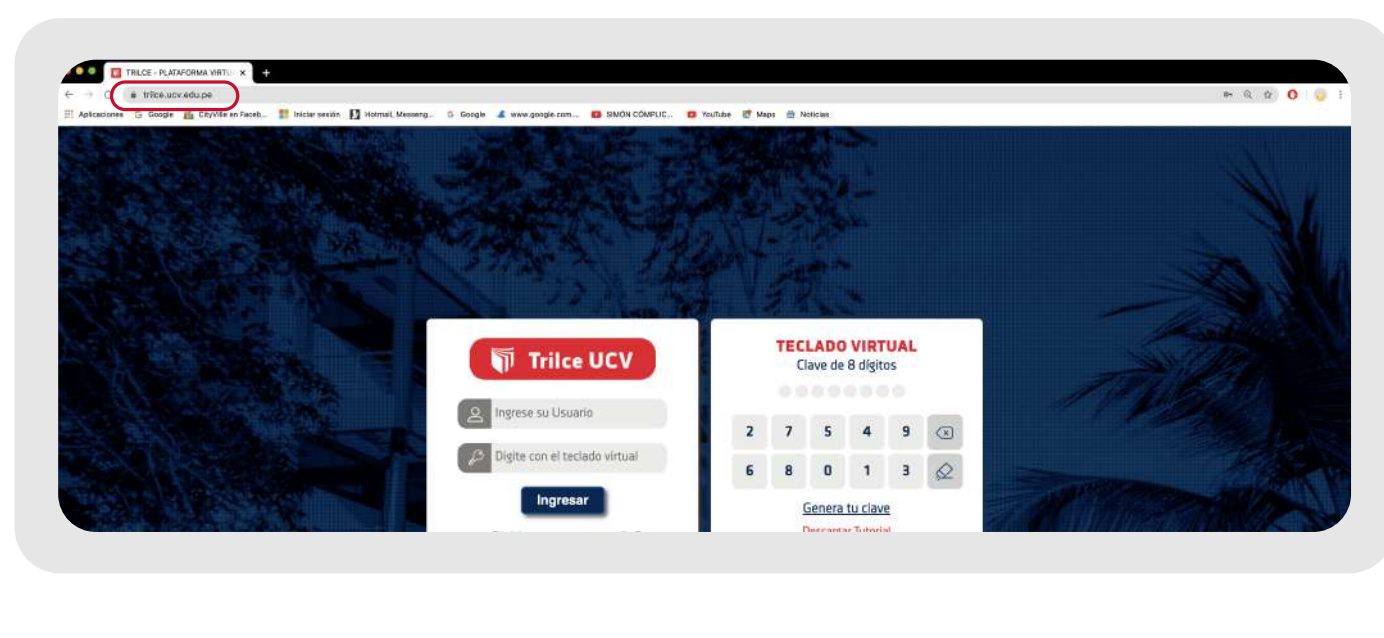 TRILCE - PLATAFORMA VIRTU
trilce.ucv.edu.pe
Aplicaciones Google CityVille en Faceb... Iniciar sesión Hotmail, Messeng... Google www.google.com... SIMÓN CÓMPLIC... YouTube Maps Noticias
Trilce UCV
Ingrese su Usuario
Digite con el teclado virtual
Ingresar
TECLADO VIRTUAL
Clave de 8 dígitos
2 7 5 4 9
6 8 0 1 3
Genera tu clave
Descargar Tutorial